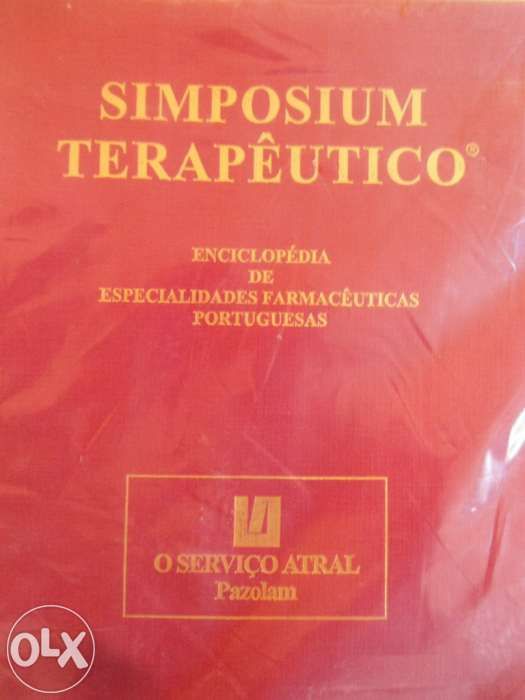 SIMPOSIUM
TERAPÊUTICO®
ENCICLOPÉDIA
DE
ESPECIALIDADES FARMACÊUTICAS
PORTUGUESAS
O SERVIÇO ATRAL
Pazolam
OLX